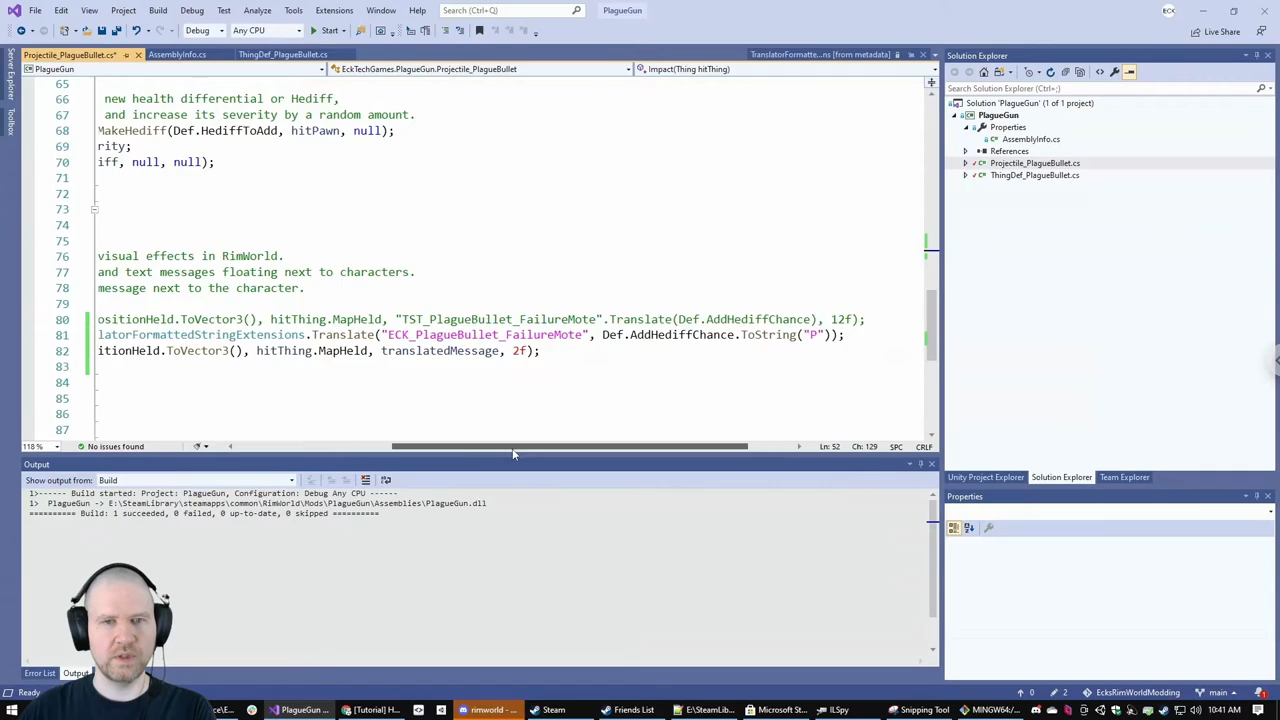 File Edit View Project Build Debug Test Analyze Tools Extensions Window Help Search (Ctrl+Q) PlagueGun ECK
Debug Any CPU Start Live Share
Projectile_PlagueBullet.cs* AssemblyInfo.cs ThingDef_PlagueBullet.cs TranslatorFormatte...ns [from metadata]
PlagueGun EckTechGames.PlagueGun.Projectile_PlagueBullet Impact(Thing hitThing)
Server Explorer
Toolbox
65
66 new health differential or Hediff,
67 and increase its severity by a random amount.
68 MakeHediff(Def.HediffToAdd, hitPawn, null);
69 rity;
70 iff, null, null);
71
72
73
74
75
76 visual effects in RimWorld.
77 and text messages floating next to characters.
78 message next to the character.
79
80 ositionHeld.ToVector3(), hitThing.MapHeld, "TST_PlagueBullet_FailureMote".Translate(Def.AddHediffChance), 12f);
81 latorFormattedStringExtensions.Translate("ECK_PlagueBullet_FailureMote", Def.AddHediffChance.ToString("P"));
82 itionHeld.ToVector3(), hitThing.MapHeld, translatedMessage, 2f);
83
84
85
86
87
118 % No issues found Ln: 52 Ch: 129 SPC CRLF
Output
Show output from: Build
1>------ Build started: Project: PlagueGun, Configuration: Debug Any CPU ------
1> PlagueGun -> E:\SteamLibrary\steamapps\common\RimWorld\Mods\PlagueGun\Assemblies\PlagueGun.dll
========== Build: 1 succeeded, 0 failed, 0 up-to-date, 0 skipped ==========
Error List Output
Solution Explorer
Search Solution Explorer (Ctrl+;)
Solution 'PlagueGun' (1 of 1 project)
PlagueGun
Properties
AssemblyInfo.cs
References
Projectile_PlagueBullet.cs
ThingDef_PlagueBullet.cs
Unity Project Explorer Solution Explorer Team Explorer
Properties
Ready 0 2 EcksRimWorldModding main 1
PlagueGun ... [Tutorial] H... rimworld - ... Steam Friends List E:\SteamLib... Microsoft St... ILSpy Snipping Tool MINGW64:/... 10:41 AM